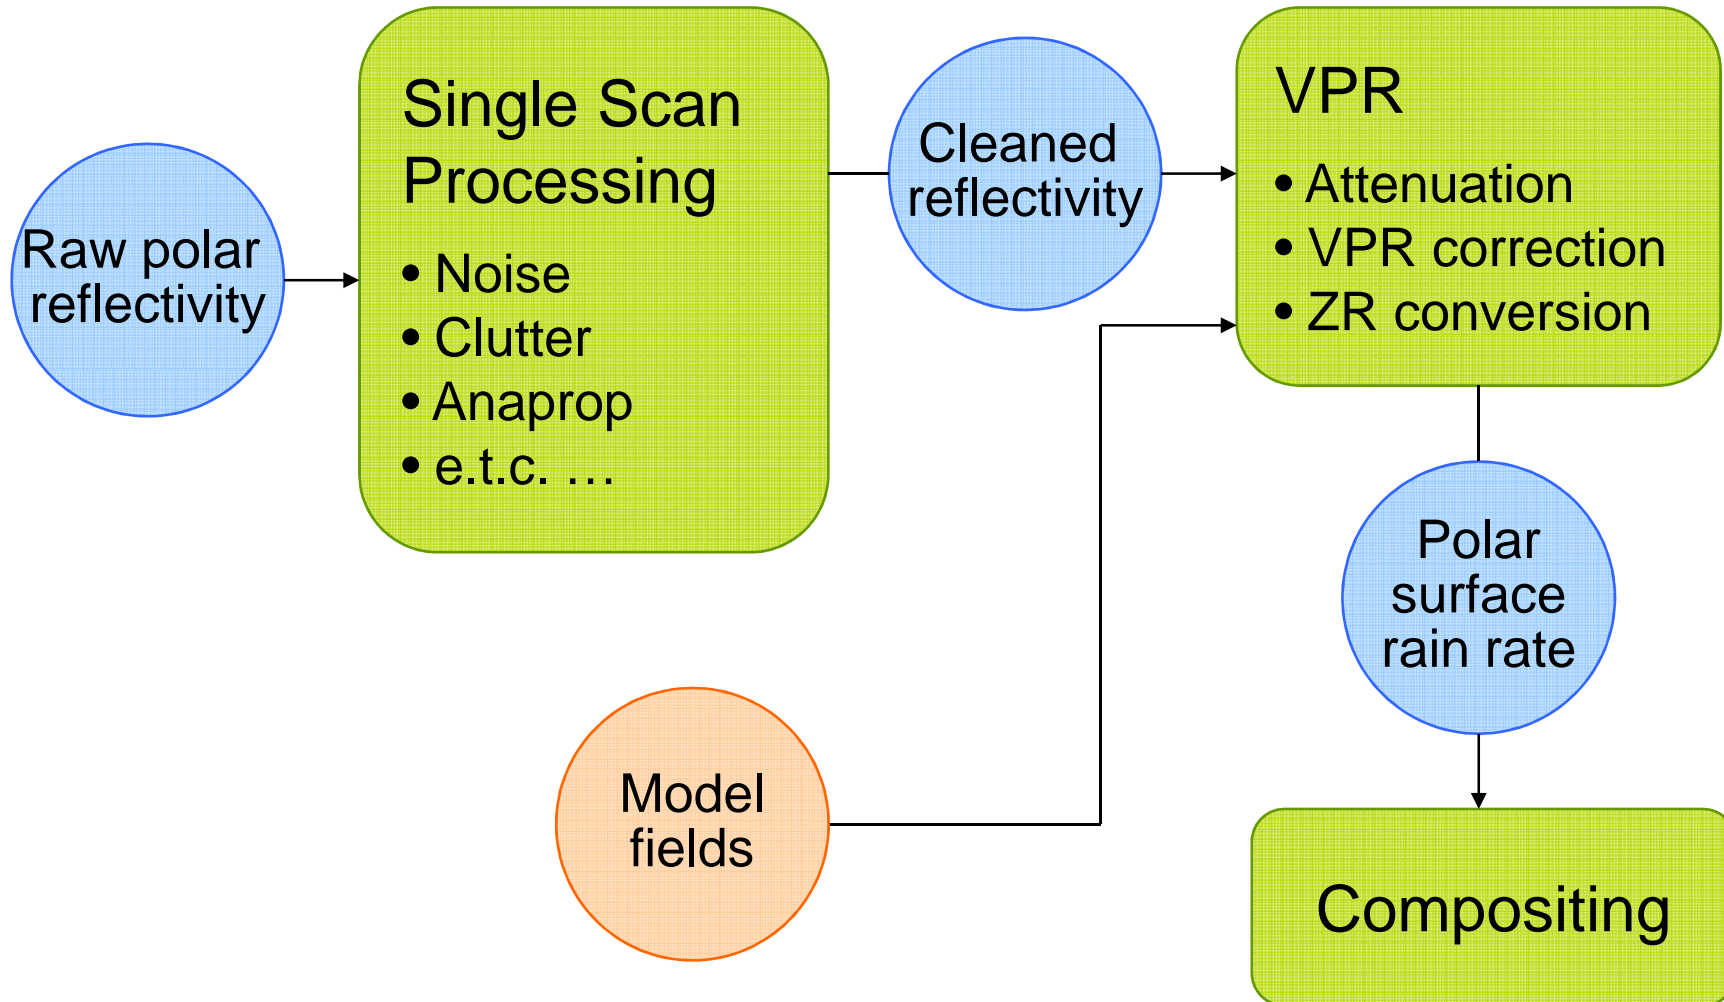 Raw polar
reflectivity
Single Scan
Processing
• Noise
• Clutter
• Anaprop
• e.t.c. …
Cleaned
reflectivity
VPR
• Attenuation
• VPR correction
• ZR conversion
Polar
surface
rain rate
Model
fields
Compositing